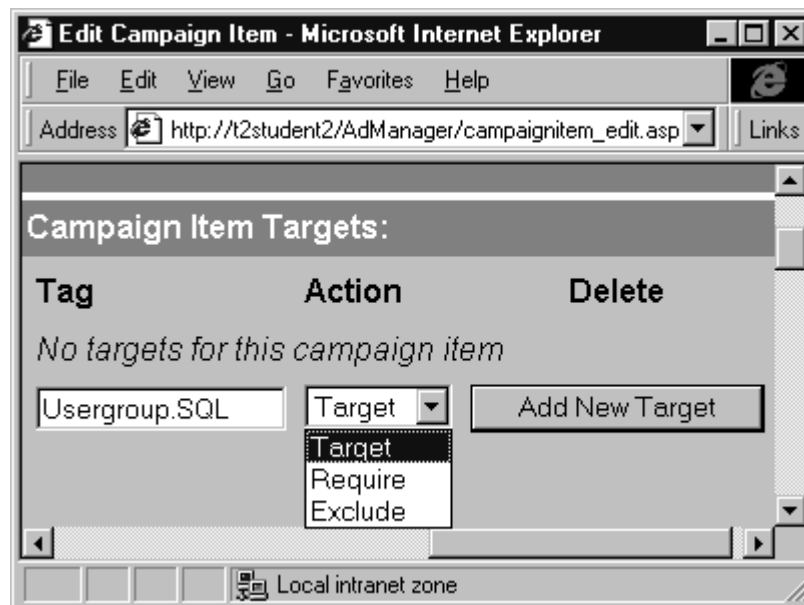 Edit Campaign Item - Microsoft Internet Explorer
File Edit View Go Favorites Help
Address http://t2student2/AdManager/campaignitem_edit.asp Links
Campaign Item Targets:
Tag Action Delete
No targets for this campaign item
Usergroup.SQL Target Add New Target
Target
Require
Exclude
Local intranet zone